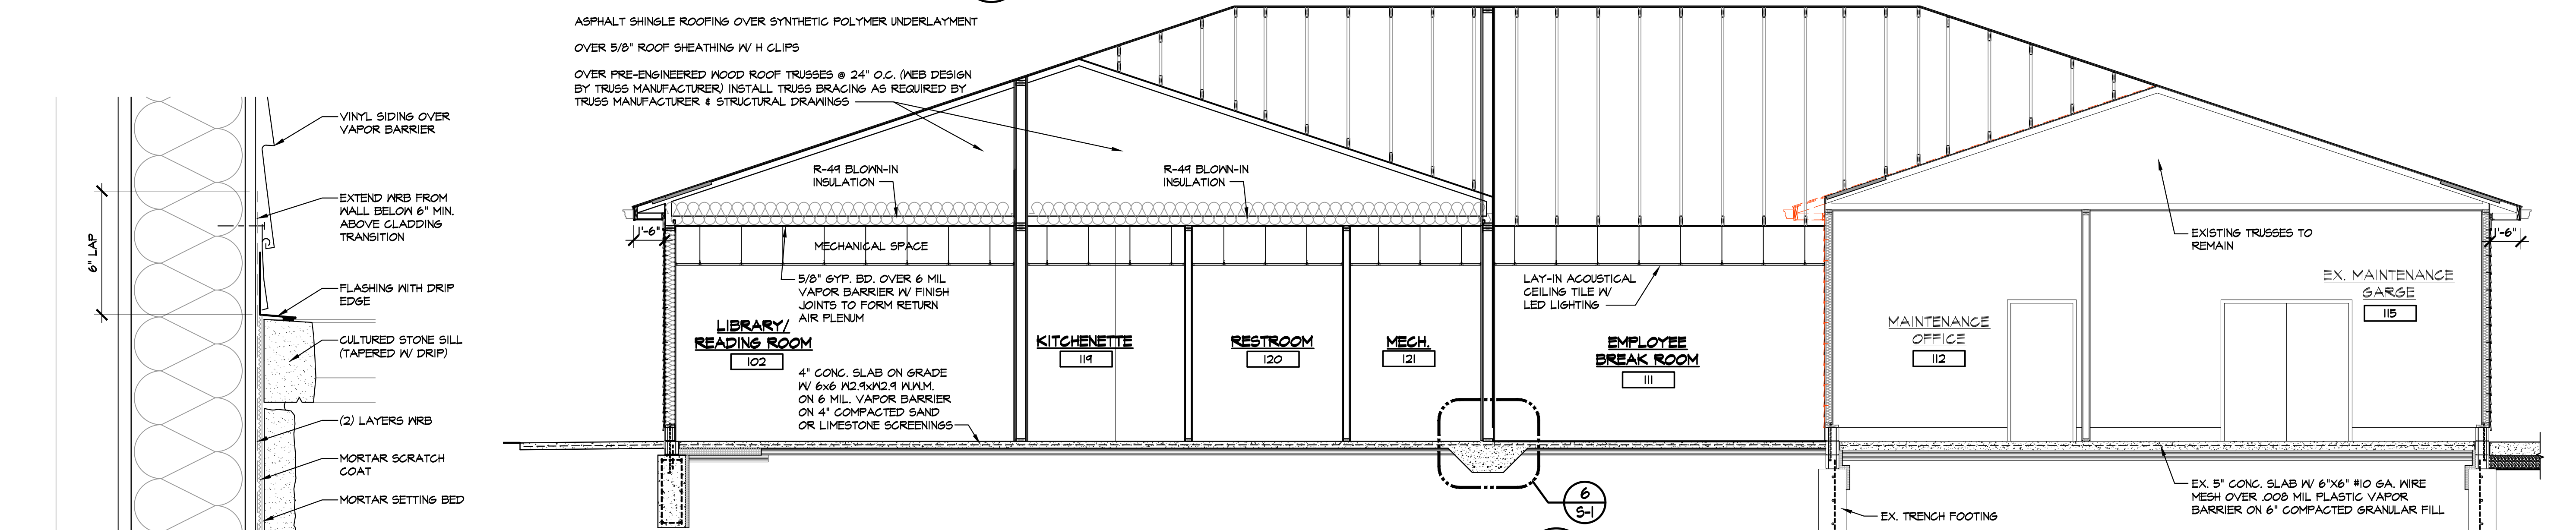 VINYL SIDING OVER
VAPOR BARRIER
EXTEND WRB FROM
WALL BELOW 6" MIN.
ABOVE CLADDING
TRANSITION
6" LAP
FLASHING WITH DRIP
EDGE
CULTURED STONE SILL
(TAPERED W/ DRIP)
(2) LAYERS WRB
MORTAR SCRATCH
COAT
MORTAR SETTING BED
ASPHALT SHINGLE ROOFING OVER SYNTHETIC POLYMER UNDERLAYMENT
OVER 5/8" ROOF SHEATHING W/ H CLIPS
OVER PRE-ENGINEERED WOOD ROOF TRUSSES @ 24" O.C. (WEB DESIGN
BY TRUSS MANUFACTURER) INSTALL TRUSS BRACING AS REQUIRED BY
TRUSS MANUFACTURER & STRUCTURAL DRAWINGS
R-49 BLOWN-IN
INSULATION
R-49 BLOWN-IN
INSULATION
1'-6"
MECHANICAL SPACE
5/8" GYP. BD. OVER 6 MIL
VAPOR BARRIER W/ FINISH
JOINTS TO FORM RETURN
AIR PLENUM
LIBRARY/
READING ROOM
102
4" CONC. SLAB ON GRADE
W/ 6x6 W2.9xW2.9 W.W.M.
ON 6 MIL. VAPOR BARRIER
ON 4" COMPACTED SAND
OR LIMESTONE SCREENINGS
KITCHENETTE
119
RESTROOM
120
MECH.
121
LAY-IN ACOUSTICAL
CEILING TILE W/
LED LIGHTING
EMPLOYEE
BREAK ROOM
111
6
S-1
MAINTENANCE
OFFICE
112
EXISTING TRUSSES TO
REMAIN
1'-6"
EX. MAINTENANCE
GARGE
115
EX. TRENCH FOOTING
EX. 5" CONC. SLAB W/ 6"X6" #10 GA. WIRE
MESH OVER .008 MIL PLASTIC VAPOR
BARRIER ON 6" COMPACTED GRANULAR FILL